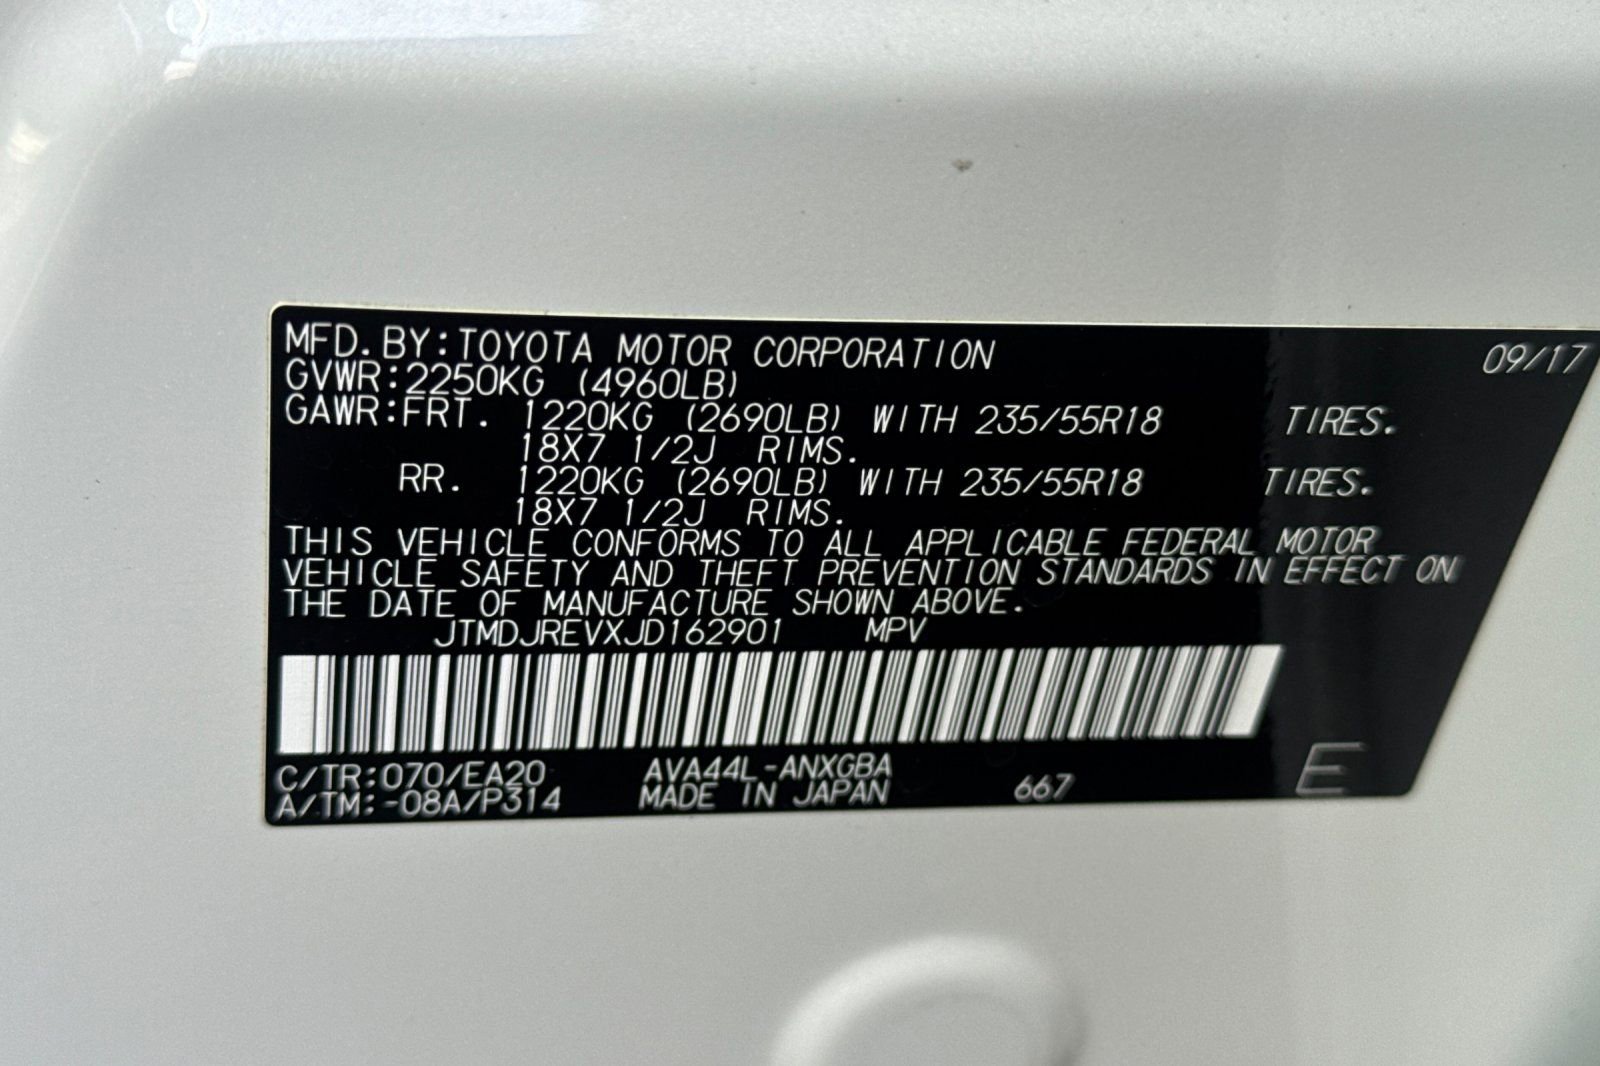 MFD. BY: TOYOTA MOTOR CORPORATION 09/17
GVWR: 2250KG (4960LB)
GAWR: FRT. 1220KG (2690LB) WITH 235/55R18 TIRES.
18X7 1/2J RIMS.
RR. 1220KG (2690LB) WITH 235/55R18 TIRES.
18X7 1/2J RIMS.
THIS VEHICLE CONFORMS TO ALL APPLICABLE FEDERAL MOTOR
VEHICLE SAFETY AND THEFT PREVENTION STANDARDS IN EFFECT ON
THE DATE OF MANUFACTURE SHOWN ABOVE.
JTMDJREVXJD162901 MPV
C/TR: 070/EA20 AVA44L-ANXGBA
A/TM: -08A/P314 MADE IN JAPAN 667 E